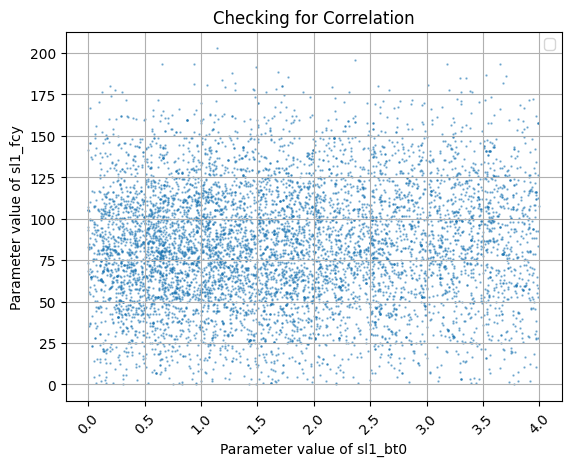 Checking for Correlation
Parameter value of sl1_fcy
200
175
150
125
100
75
50
25
0
0.0 0.5 1.0 1.5 2.0 2.5 3.0 3.5 4.0
Parameter value of sl1_bt0